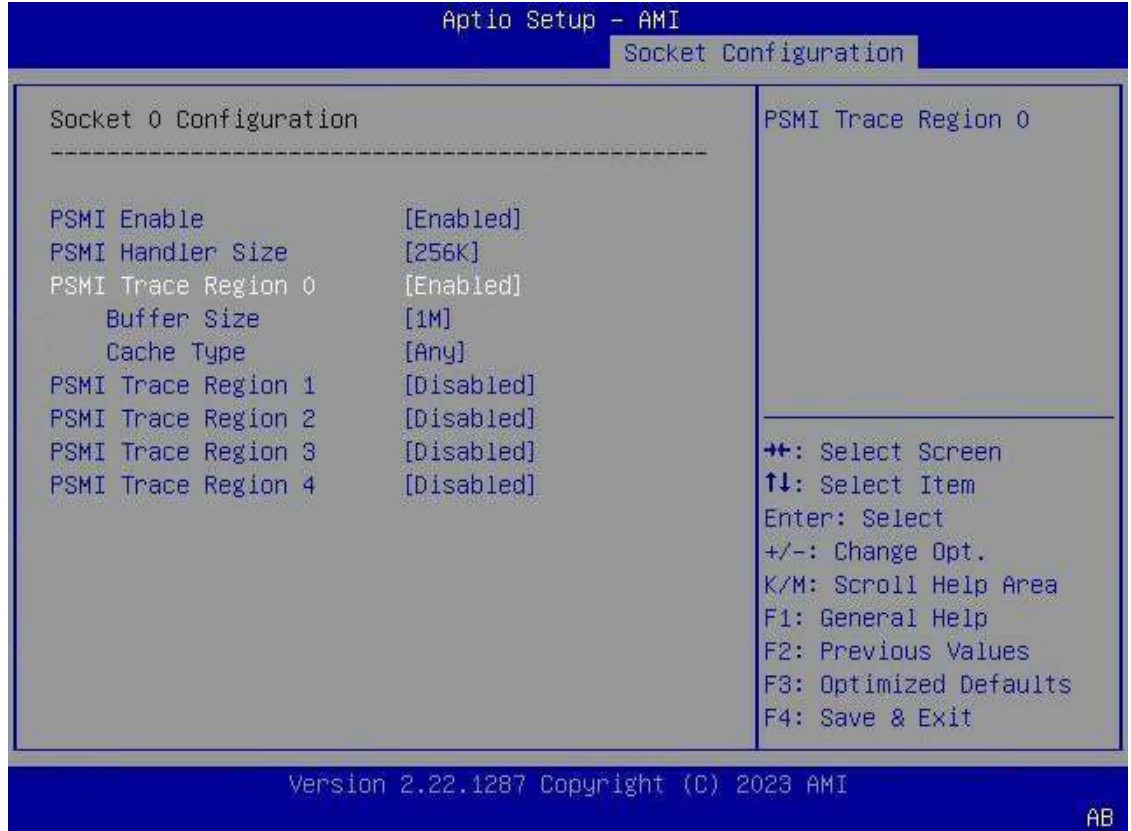 Aptio Setup – AMI
Socket Configuration
Socket 0 Configuration
PSMI Enable [Enabled]
PSMI Handler Size [256K]
PSMI Trace Region 0 [Enabled]
Buffer Size [1M]
Cache Type [Any]
PSMI Trace Region 1 [Disabled]
PSMI Trace Region 2 [Disabled]
PSMI Trace Region 3 [Disabled]
PSMI Trace Region 4 [Disabled]
PSMI Trace Region 0
→←: Select Screen
↑↓: Select Item
Enter: Select
+/-: Change Opt.
K/M: Scroll Help Area
F1: General Help
F2: Previous Values
F3: Optimized Defaults
F4: Save & Exit
Version 2.22.1287 Copyright (C) 2023 AMI
AB